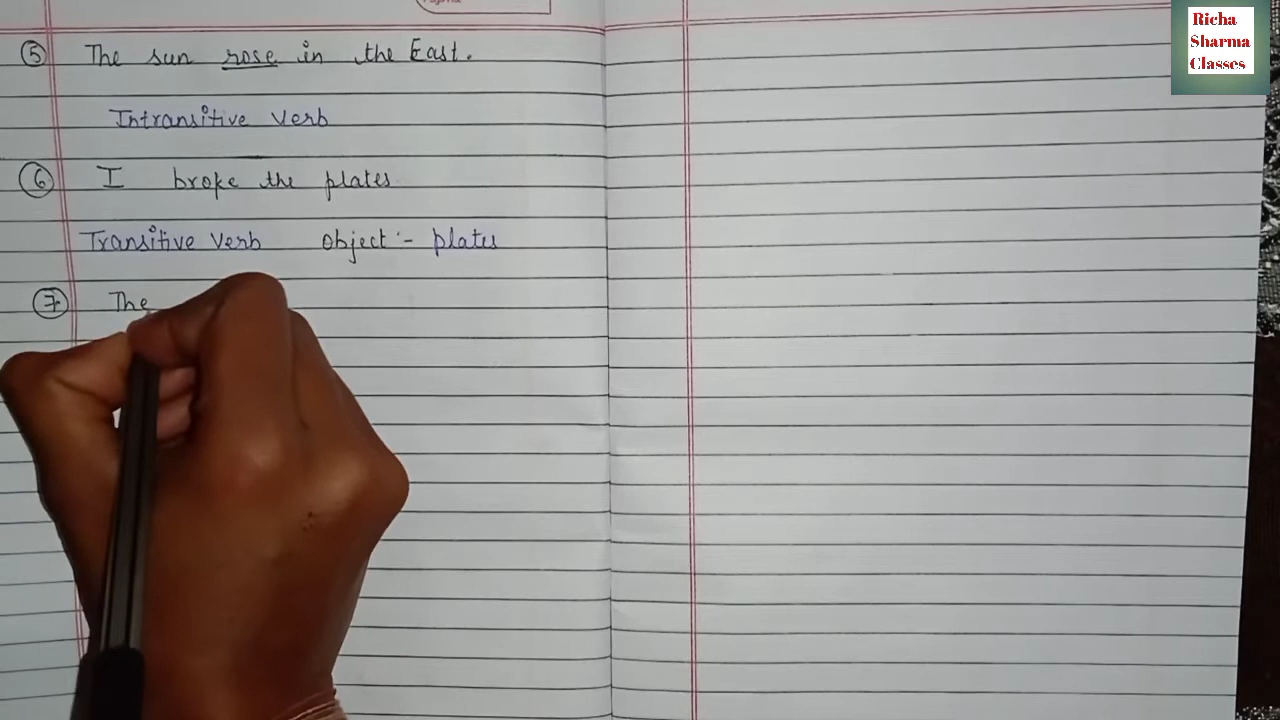 ⑤ The sun rose in the East.
Intransitive Verb
⑥ I broke the plates
Transitive Verb object :- plates
⑦ The
Richa
Sharma
Classes